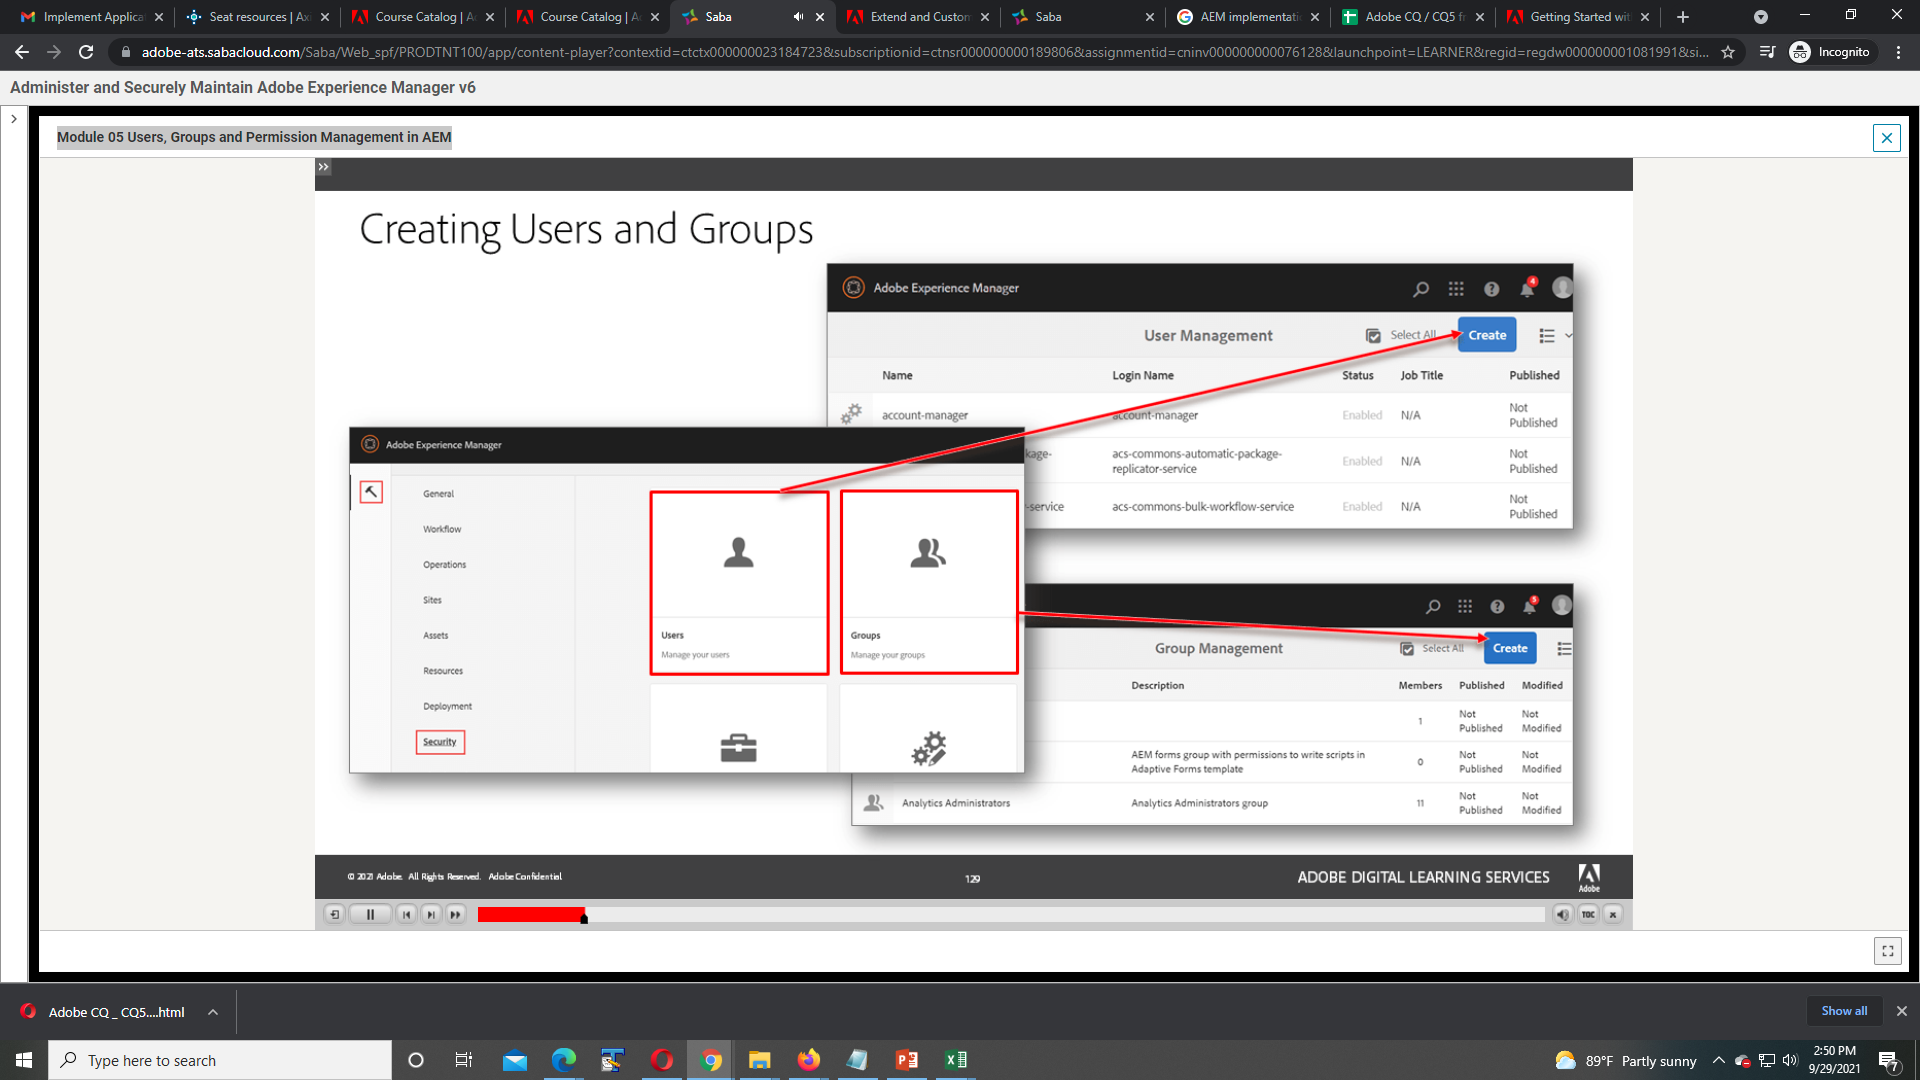 Implement Applica
Seat resources | Ax
Course Catalog | A
Course Catalog | A
Saba
Extend and Custom
Saba
AEM implementati
Adobe CQ / CQ5 fr
Getting Started wit
adobe-ats.sabacloud.com/Saba/Web_spf/PRODTNT100/app/content-player?contextid=ctctx000000023184723&subscriptionid=ctnsr000000000189806&assignmentid=cninv000000000076128&launchpoint=LEARNER&regid=regdw000000001081991&si...
Incognito
Administer and Securely Maintain Adobe Experience Manager v6
Module 05 Users, Groups and Permission Management in AEM
Creating Users and Groups
Adobe Experience Manager
4
User Management
Select All
Create
Name Login Name Status Job Title Published
account-manager account-manager Enabled N/A Not Published
kage- acs-commons-automatic-package-replicator-service Enabled N/A Not Published
r-service acs-commons-bulk-workflow-service Enabled N/A Not Published
Adobe Experience Manager
General
Workflow
Operations
Sites
Assets
Resources
Deployment
Security
Users
Manage your users
Groups
Manage your groups
5
Group Management
Select All
Create
Description Members Published Modified
1 Not Published Not Modified
AEM forms group with permissions to write scripts in Adaptive Forms template 0 Not Published Not Modified
Analytics Administrators Analytics Administrators group 11 Not Published Not Modified
© 2021 Adobe. All Rights Reserved. Adobe Confidential
129
ADOBE DIGITAL LEARNING SERVICES
Adobe
TOC
Adobe CQ _ CQ5....html
Show all
Type here to search
89°F Partly sunny
2:50 PM
9/29/2021
7